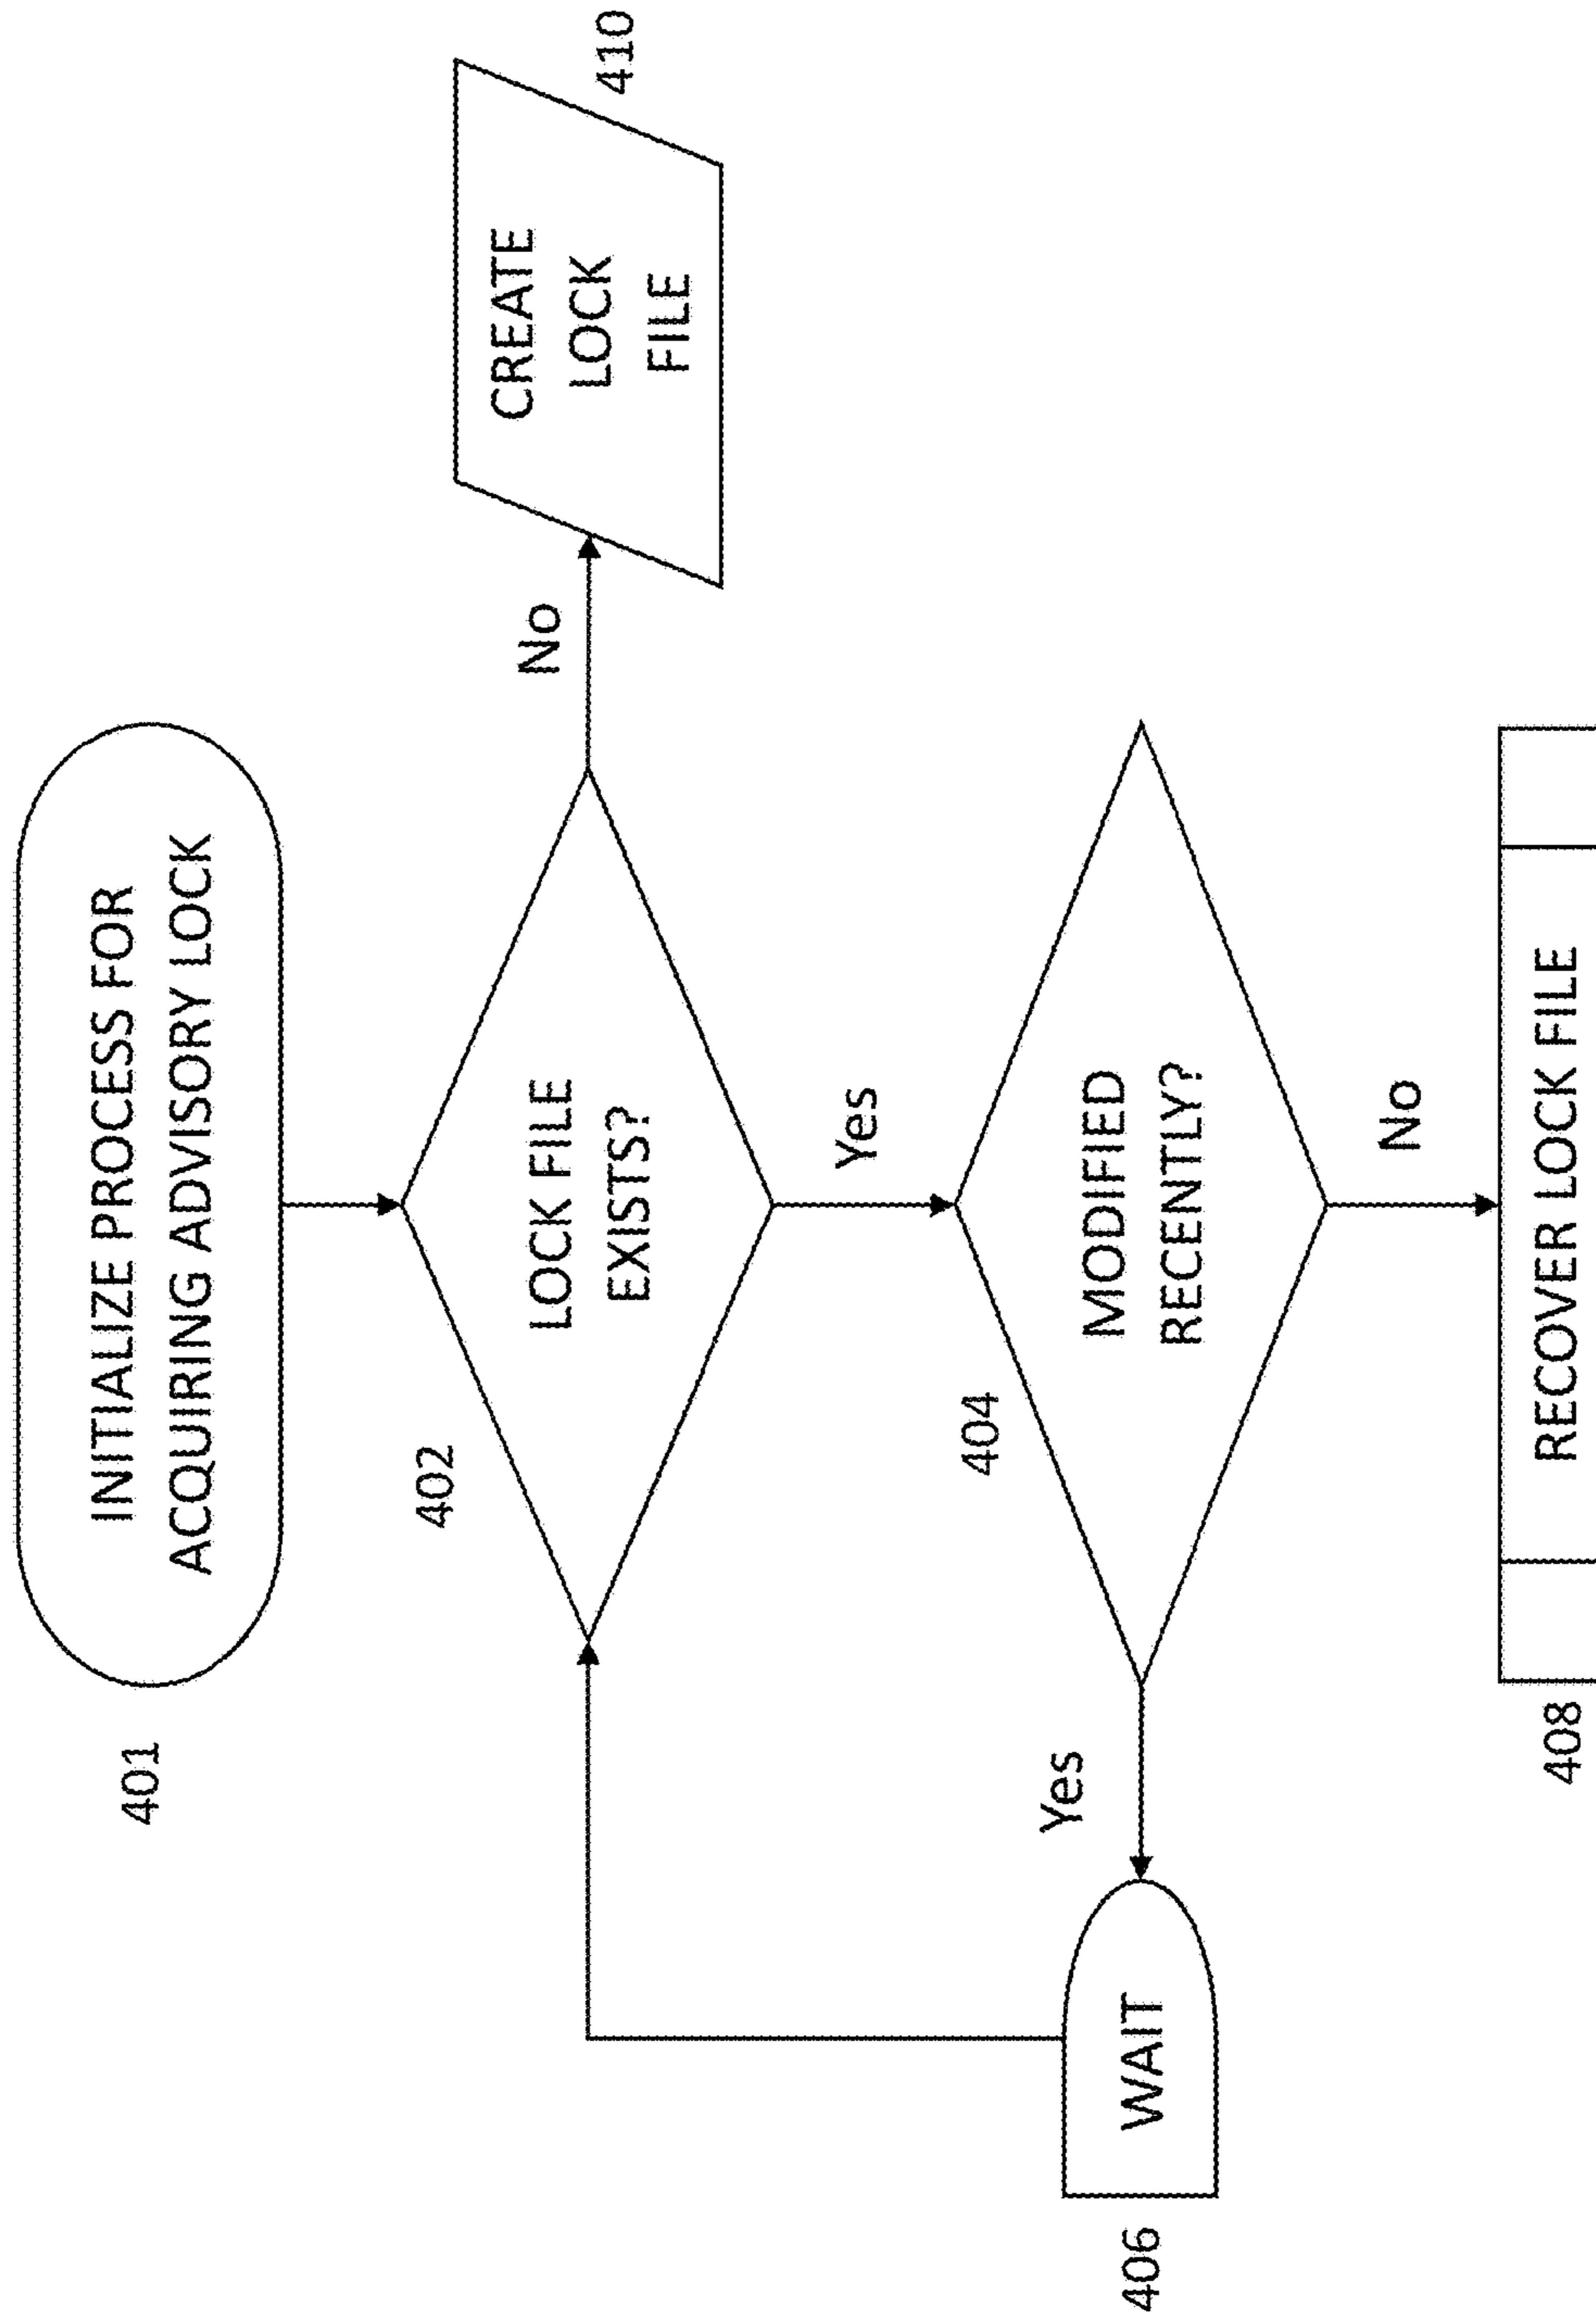 401
INITIALIZE PROCESS FOR
ACQUIRING ADVISORY LOCK
402
LOCK FILE
EXISTS?
No
CREATE
LOCK
FILE
410
Yes
404
MODIFIED
RECENTLY?
Yes
WAIT
406
No
RECOVER LOCK FILE
408